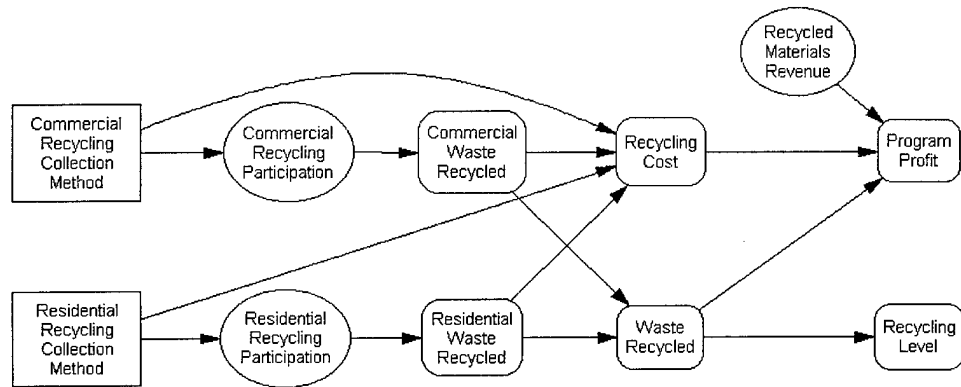 Recycled
Materials
Revenue
Commercial
Recycling
Collection
Method
Commercial
Recycling
Participation
Commercial
Waste
Recycled
Recycling
Cost
Program
Profit
Residential
Recycling
Collection
Method
Residential
Recycling
Participation
Residential
Waste
Recycled
Waste
Recycled
Recycling
Level